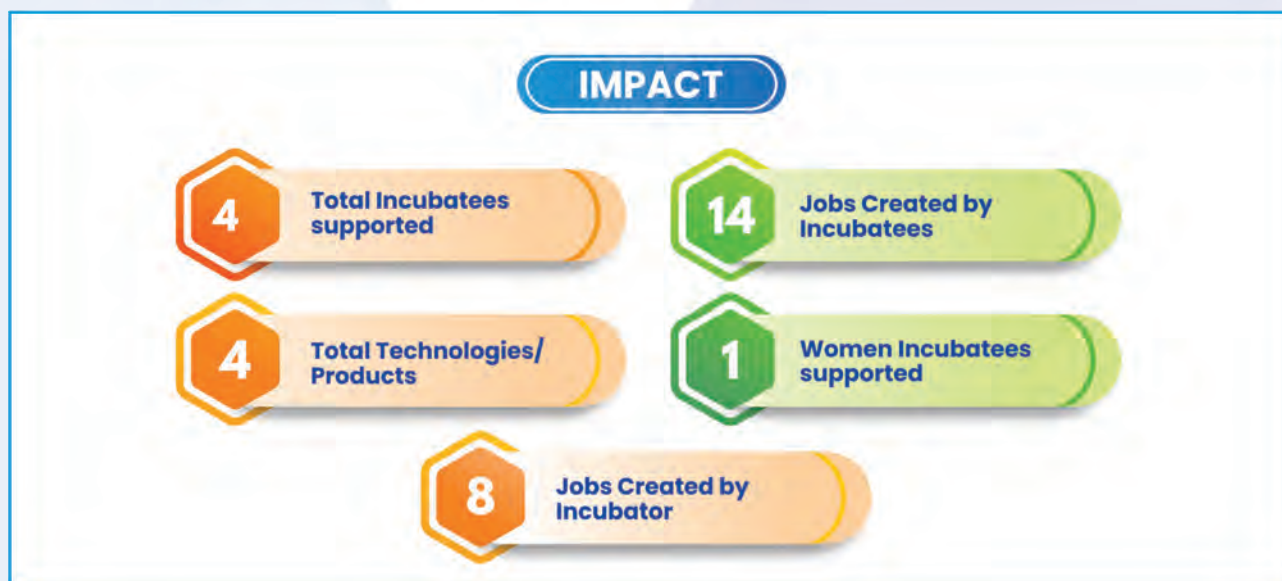 IMPACT
4
Total Incubatees
supported
14
Jobs Created by
Incubatees
4
Total Technologies/
Products
1
Women Incubatees
supported
8
Jobs Created by
Incubator